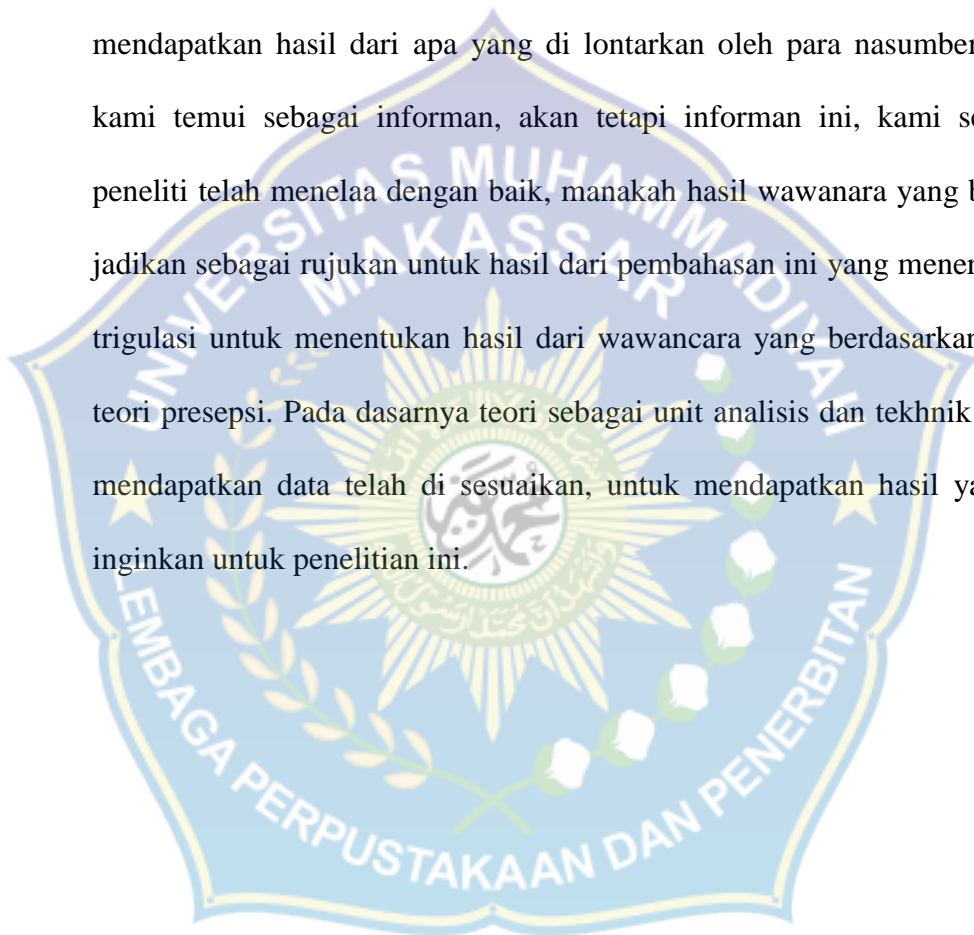 mendapatkan hasil dari apa yang di lontarkan oleh para nasumber
kami temui sebagai informan, akan tetapi informan ini, kami
peneliti telah menelaa dengan baik, manakah hasil wawanara yang
jadikan sebagai rujukan untuk hasil dari pembahasan ini yang
trigulasi untuk menentukan hasil dari wawancara yang berdasarkan
teori presepsi. Pada dasarnya teori sebagai unit analisis dan tekhnik
mendapatkan data telah di sesuaikan, untuk mendapatkan hasil
inginkan untuk penelitian ini.
UNIVERSITAS MUHAMMADIYAH
MAKASSAR
LEMBAGA PERPUSTAKAAN DAN PENERBITAN